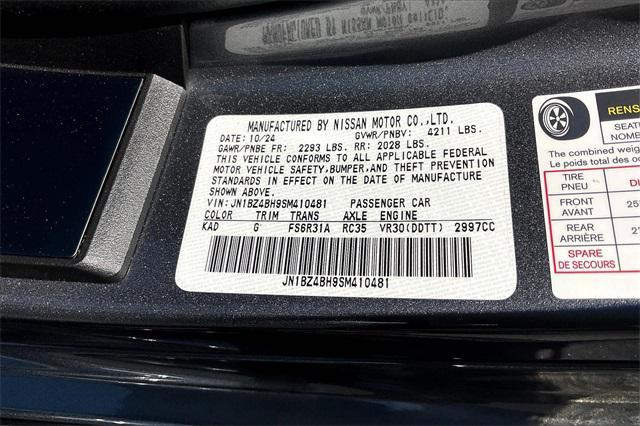 MANUFACTURED BY NISSAN MOTOR CO.,LTD.
DATE: 10/24 GVWR/PNBV: 4211 LBS.
GAWR/PNBE FR: 2293 LBS. RR: 2028 LBS.
THIS VEHICLE CONFORMS TO ALL APPLICABLE FEDERAL
MOTOR VEHICLE SAFETY,BUMPER,AND THEFT PREVENTION
STANDARDS IN EFFECT ON THE DATE OF MANUFACTURE
SHOWN ABOVE.
VIN: JN1BZ4BH9SM410481 PASSENGER CAR
COLOR TRIM TRANS AXLE ENGINE
KAD G FS6R31A RC35 VR30(DDTT) 2997CC
JN1BZ4BH9SM410481
The combined weig
Le poids total des oc
TIRE
PNEU
FRONT
AVANT
REAR
ARRIÈRE
SPARE
DE SECOURS